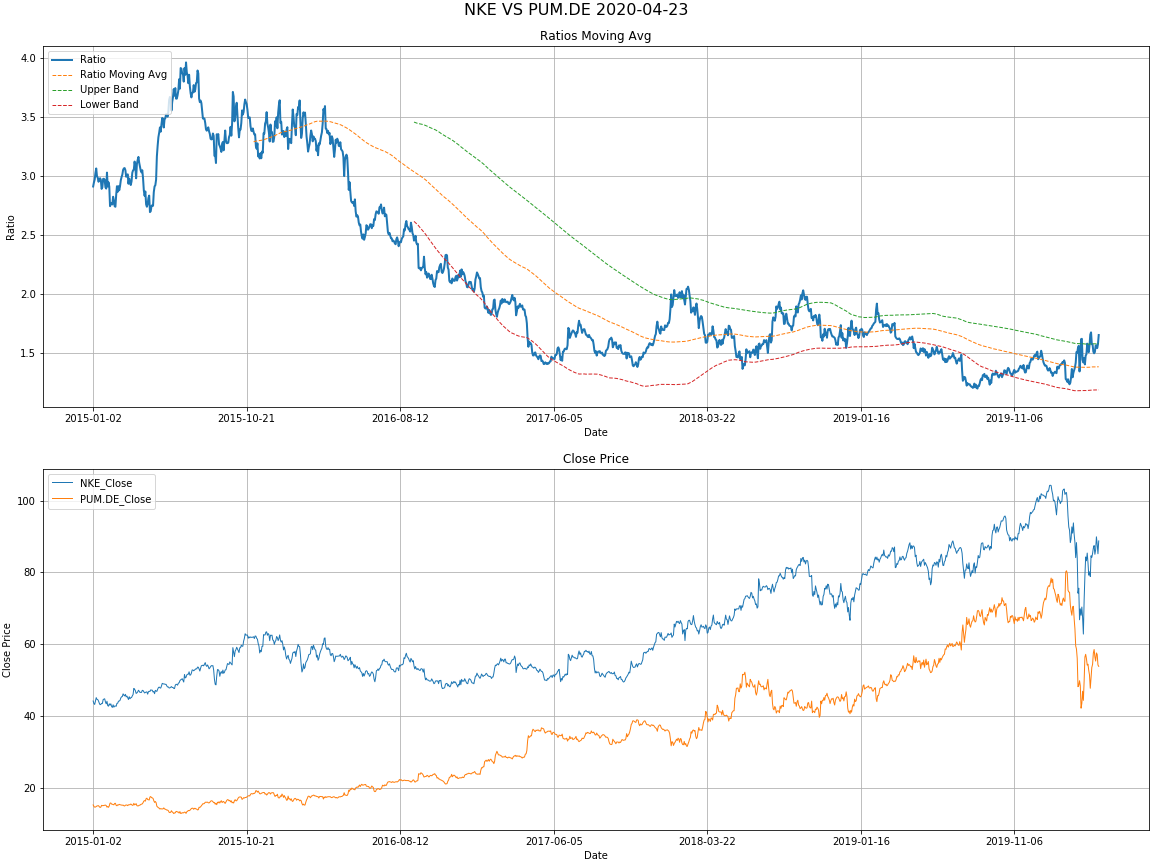 NKE VS PUM.DE 2020-04-23
Ratios Moving Avg
Ratio
Ratio Moving Avg
Upper Band
Lower Band
4.0
3.5
3.0
2.5
2.0
1.5
Ratio
2015-01-02 2015-10-21 2016-08-12 2017-06-05 2018-03-22 2019-01-16 2019-11-06
Date
Close Price
NKE_Close
PUM.DE_Close
100
80
60
40
20
Close Price
2015-01-02 2015-10-21 2016-08-12 2017-06-05 2018-03-22 2019-01-16 2019-11-06
Date